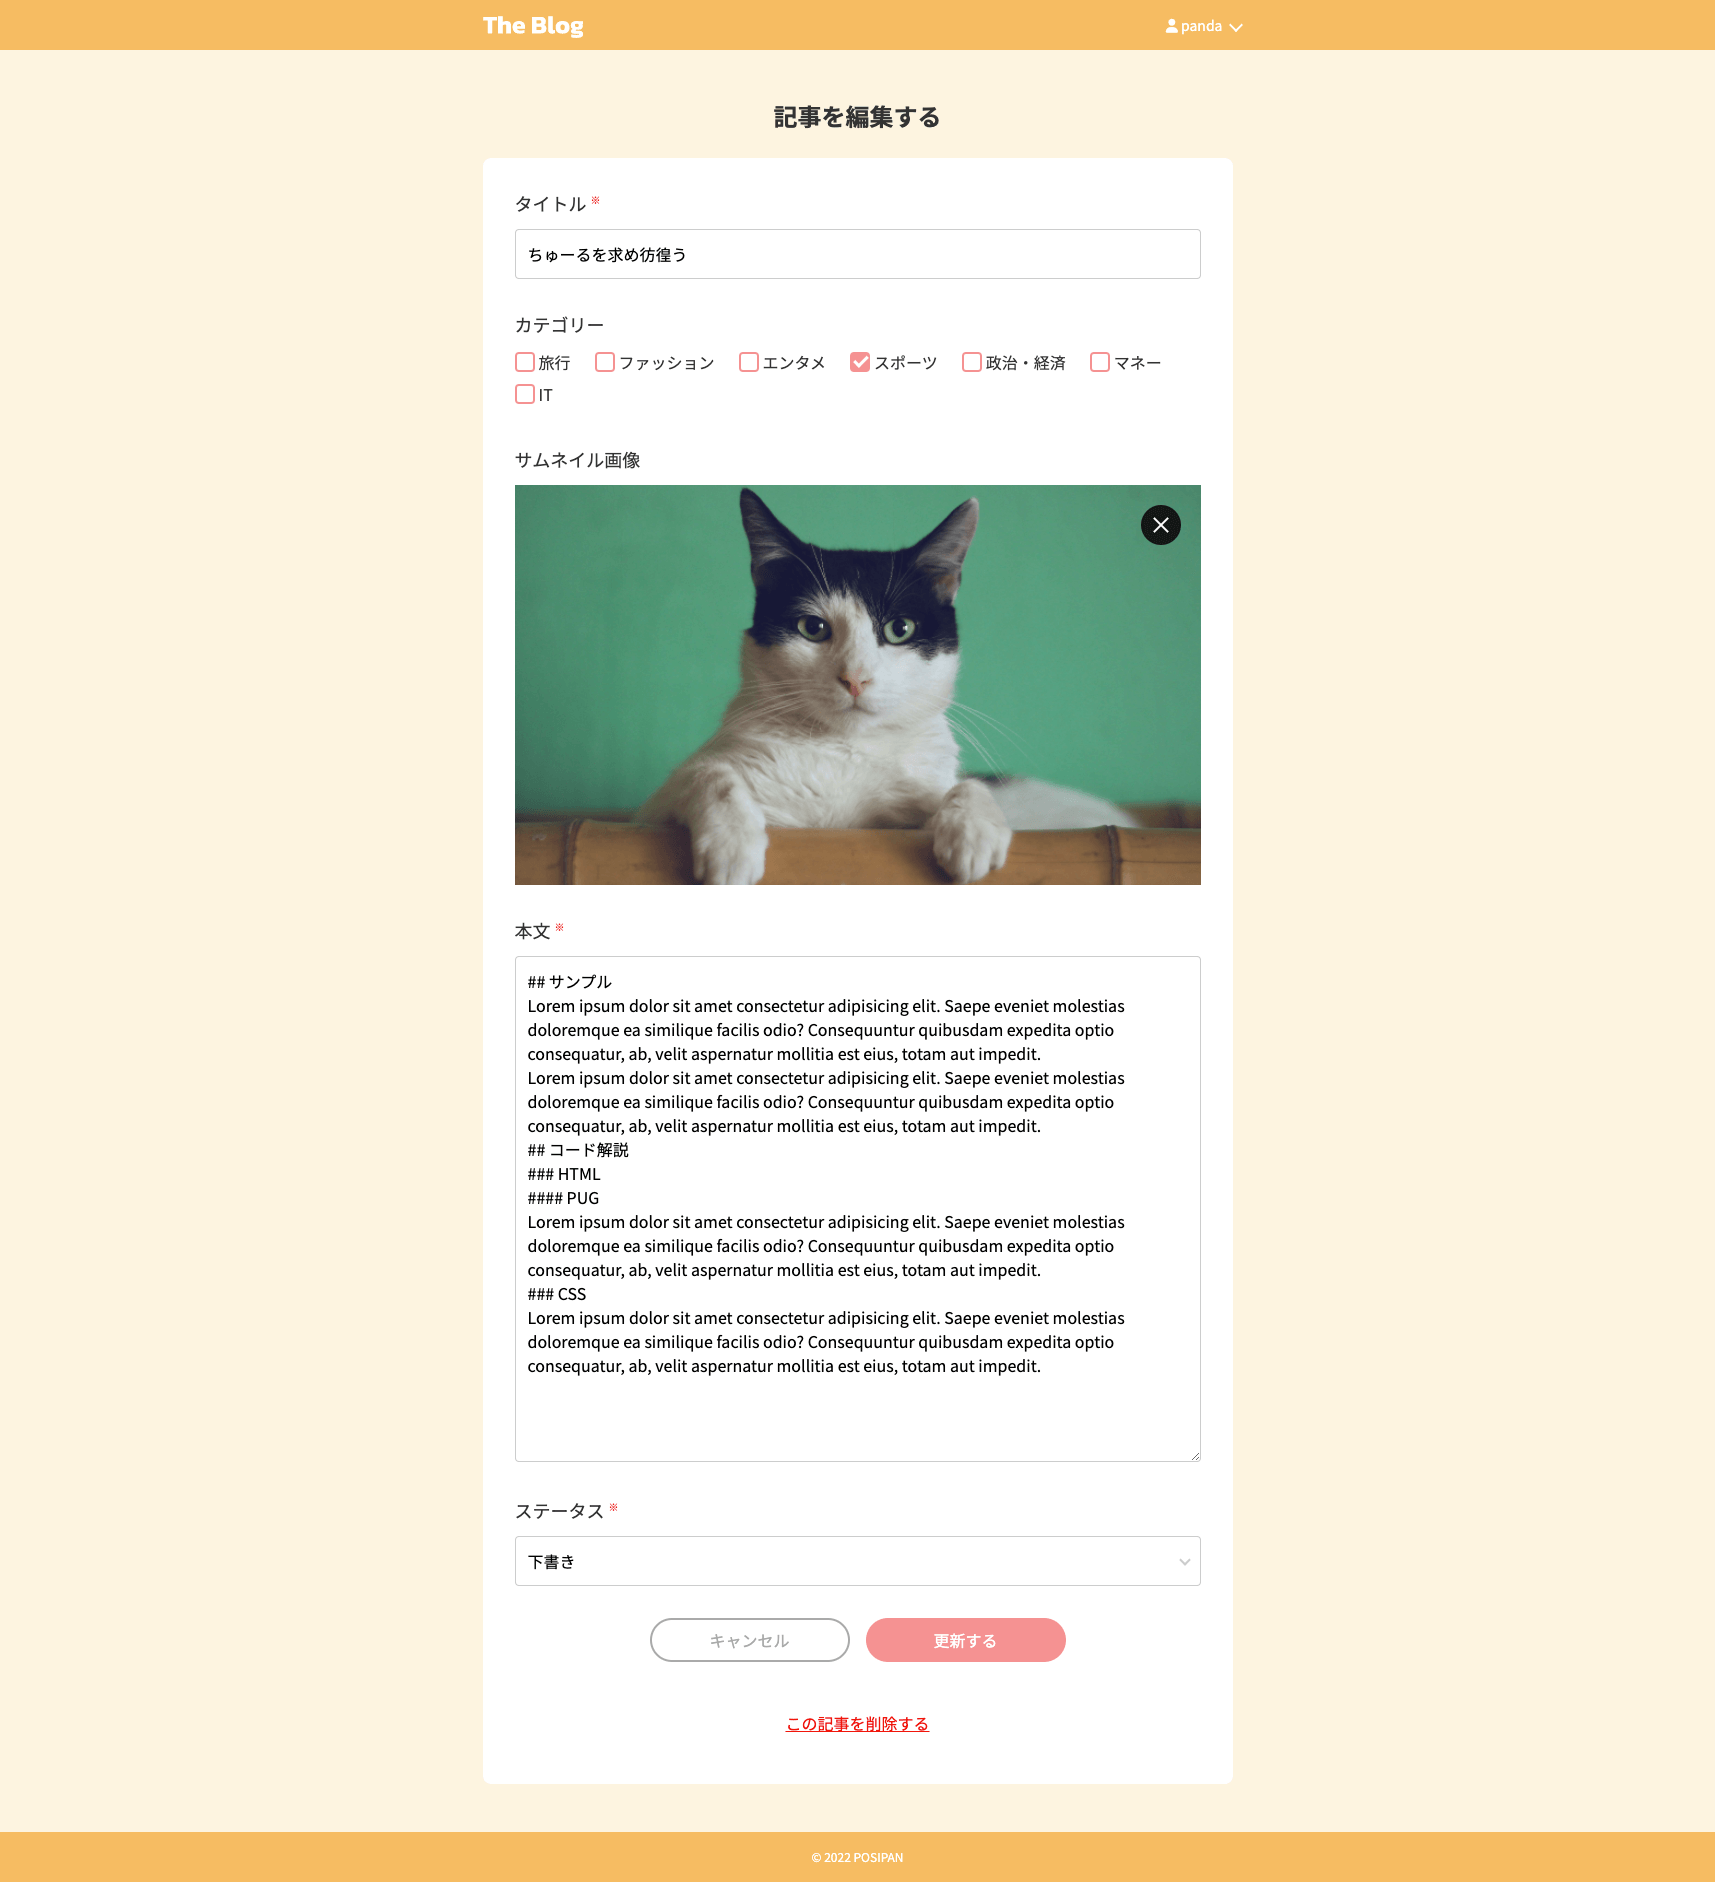 The Blog
panda
記事を編集する
タイトル ※
ちゅーるを求め彷徨う
カテゴリー
旅行 ファッション エンタメ スポーツ 政治・経済 マネー
IT
サムネイル画像
本文 ※
## サンプル
Lorem ipsum dolor sit amet consectetur adipisicing elit. Saepe eveniet molestias
doloremque ea similique facilis odio? Consequuntur quibusdam expedita optio
consequatur, ab, velit aspernatur mollitia est eius, totam aut impedit.
Lorem ipsum dolor sit amet consectetur adipisicing elit. Saepe eveniet molestias
doloremque ea similique facilis odio? Consequuntur quibusdam expedita optio
consequatur, ab, velit aspernatur mollitia est eius, totam aut impedit.
## コード解説
### HTML
#### PUG
Lorem ipsum dolor sit amet consectetur adipisicing elit. Saepe eveniet molestias
doloremque ea similique facilis odio? Consequuntur quibusdam expedita optio
consequatur, ab, velit aspernatur mollitia est eius, totam aut impedit.
### CSS
Lorem ipsum dolor sit amet consectetur adipisicing elit. Saepe eveniet molestias
doloremque ea similique facilis odio? Consequuntur quibusdam expedita optio
consequatur, ab, velit aspernatur mollitia est eius, totam aut impedit.
ステータス ※
下書き
キャンセル 更新する
この記事を削除する
© 2022 POSIPAN